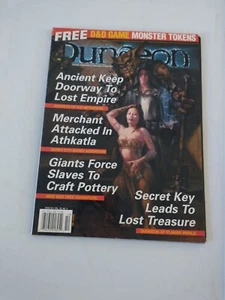 FREE D&D GAME MONSTER TOKENS
Dungeon
Ancient Keep
Doorway To
Lost Empire
Merchant
Attacked In
Athkatla
Giants Force
Slaves To
Craft Pottery
Secret Key
Leads To
Lost Treasure